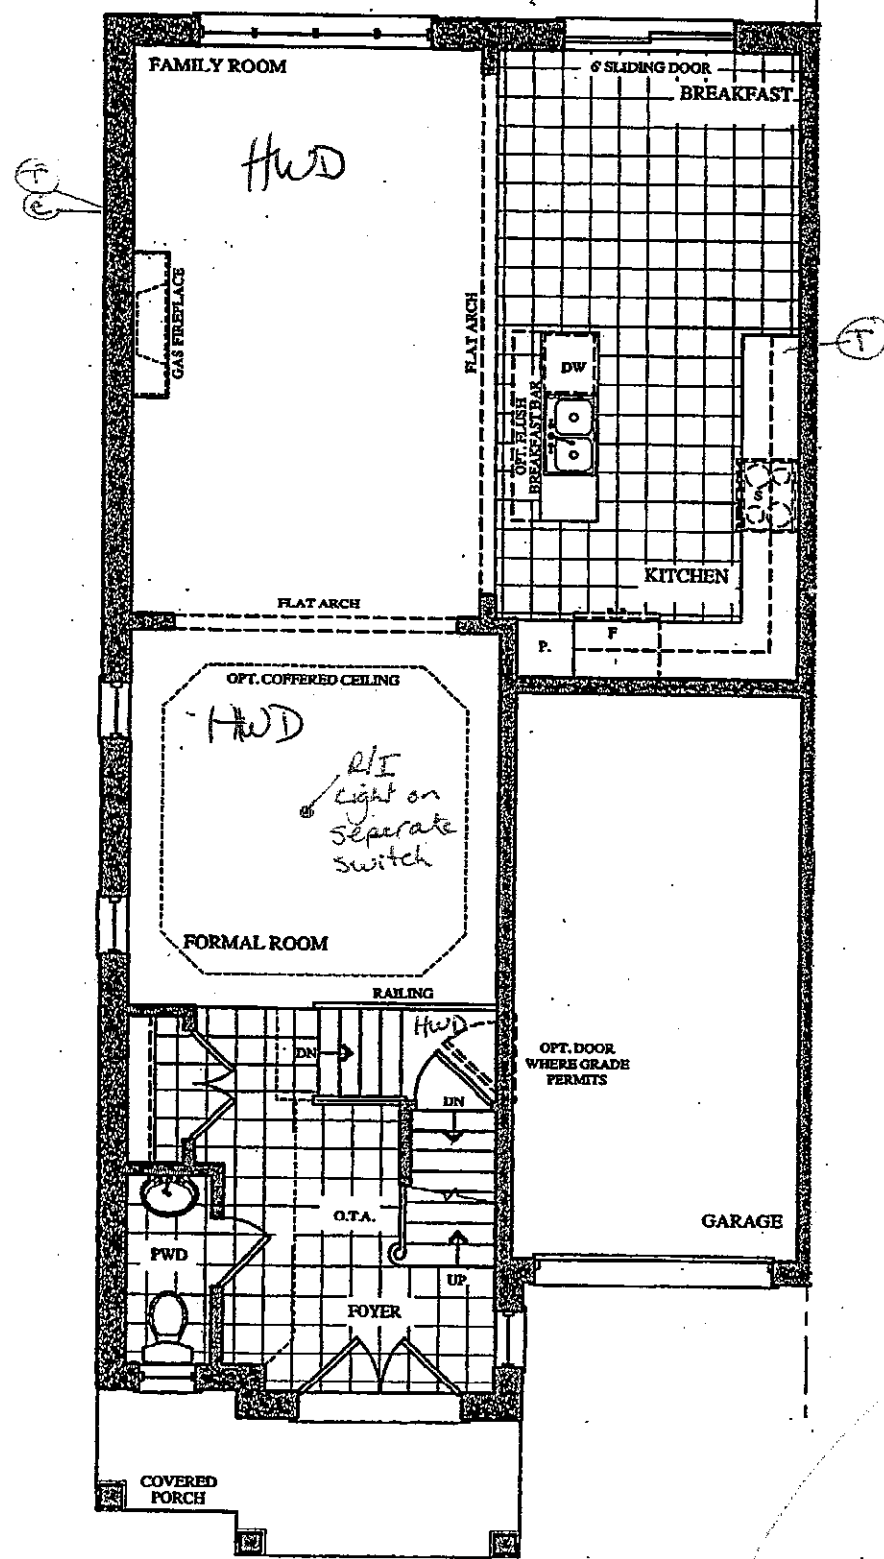 FAMILY ROOM
6' SLIDING DOOR
BREAKFAST
HWD
T
C
GAS FIREPLACE
FLAT ARCH
T
DW
OPT. FLUSH
BREAKFAST BAR
S
KITCHEN
FLAT ARCH
P.
F
OPT. COFFERED CEILING
HWD
R/I
Light on
seperate
switch
FORMAL ROOM
RAILING
HWD
DN
OPT. DOOR
WHERE GRADE
PERMITS
DN
O.T.A.
GARAGE
PWD
UP
FOYER
COVERED
PORCH